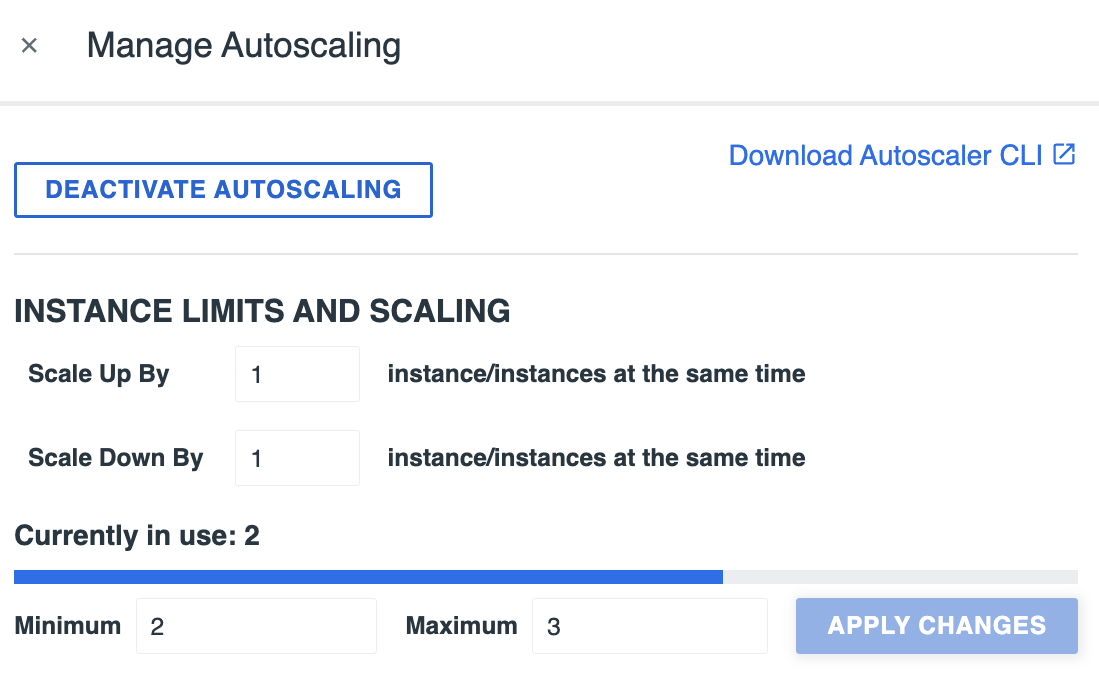 × Manage Autoscaling
Download Autoscaler CLI
DEACTIVATE AUTOSCALING
INSTANCE LIMITS AND SCALING
Scale Up By 1 instance/instances at the same time
Scale Down By 1 instance/instances at the same time
Currently in use: 2
Minimum 2 Maximum 3 APPLY CHANGES